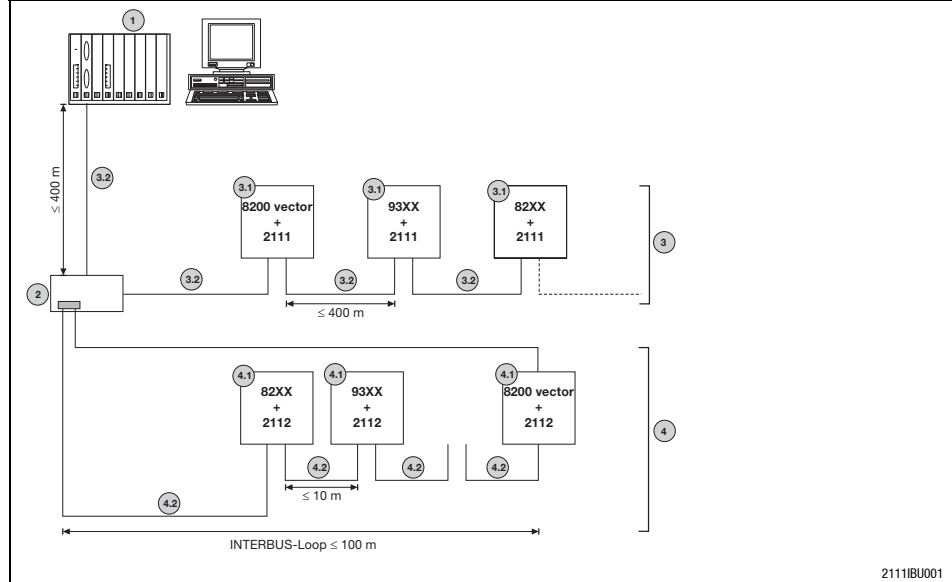 1
≤ 400 m
3.2
3.1
8200 vector
+
2111
3.1
93XX
+
2111
3.1
82XX
+
2111
3
2
3.2
3.2
3.2
≤ 400 m
4.1
82XX
+
2112
4.1
93XX
+
2112
4.1
8200 vector
+
2112
4
4.2
4.2
4.2
4.2
≤ 10 m
INTERBUS-Loop ≤ 100 m
2111IBU001